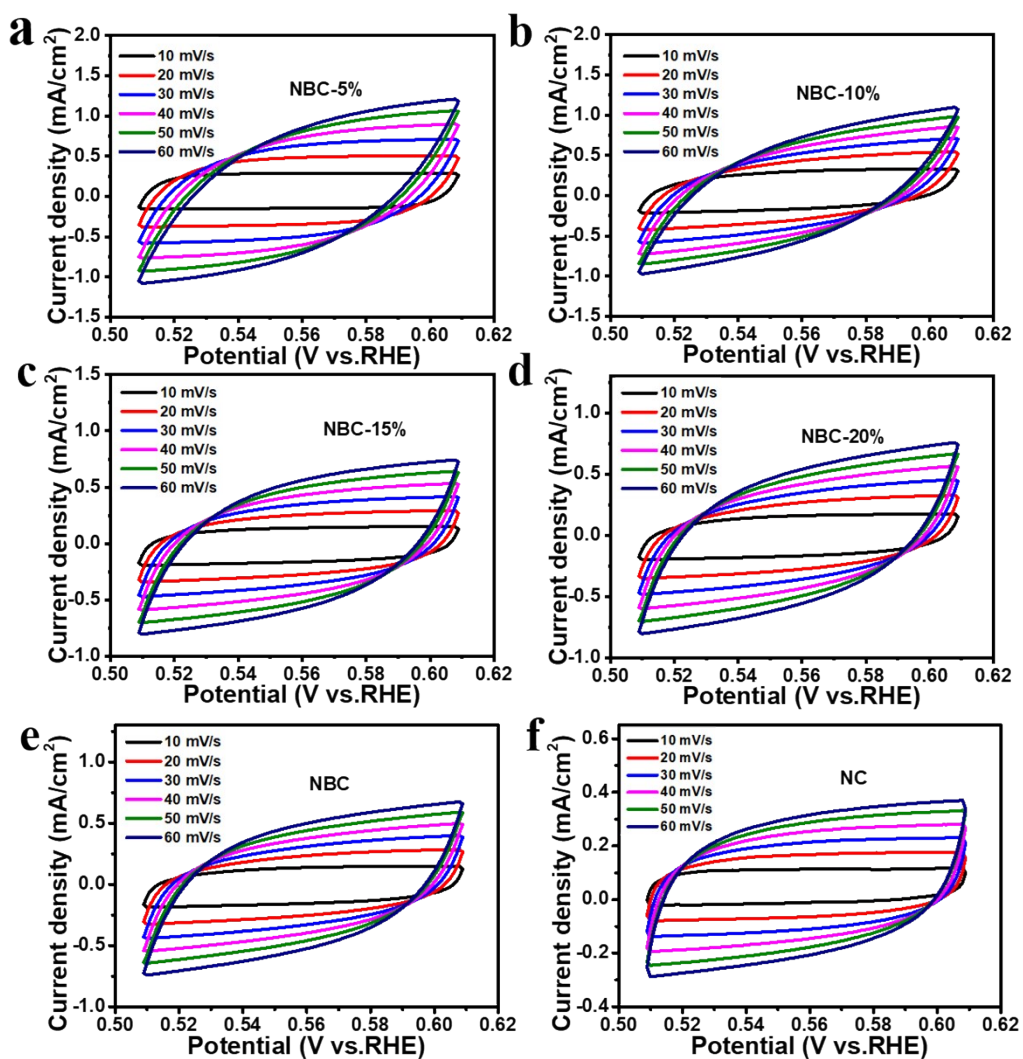 a
2.0
1.5
1.0
0.5
0.0
-0.5
-1.0
-1.5
Current density (mA/cm²)
10 mV/s
20 mV/s
30 mV/s
40 mV/s
50 mV/s
60 mV/s
NBC-5%
0.50 0.52 0.54 0.56 0.58 0.60 0.62
Potential (V vs.RHE)
b
2.0
1.5
1.0
0.5
0.0
-0.5
-1.0
-1.5
Current density (mA/cm²)
10 mV/s
20 mV/s
30 mV/s
40 mV/s
50 mV/s
60 mV/s
NBC-10%
0.50 0.52 0.54 0.56 0.58 0.60 0.62
Potential (V vs.RHE)
c
1.5
1.0
0.5
0.0
-0.5
-1.0
Current density (mA/cm²)
10 mV/s
20 mV/s
30 mV/s
40 mV/s
50 mV/s
60 mV/s
NBC-15%
0.50 0.52 0.54 0.56 0.58 0.60 0.62
Potential (V vs.RHE)
d
1.0
0.5
0.0
-0.5
-1.0
Current density (mA/cm²)
10 mV/s
20 mV/s
30 mV/s
40 mV/s
50 mV/s
60 mV/s
NBC-20%
0.50 0.52 0.54 0.56 0.58 0.60 0.62
Potential (V vs.RHE)
e
1.0
0.5
0.0
-0.5
-1.0
Current density (mA/cm²)
10 mV/s
20 mV/s
30 mV/s
40 mV/s
50 mV/s
60 mV/s
NBC
0.50 0.52 0.54 0.56 0.58 0.60 0.62
Potential (V vs.RHE)
f
0.6
0.4
0.2
0.0
-0.2
-0.4
Current density (mA/cm²)
10 mV/s
20 mV/s
30 mV/s
40 mV/s
50 mV/s
60 mV/s
NC
0.50 0.52 0.54 0.56 0.58 0.60 0.62
Potential (V vs.RHE)